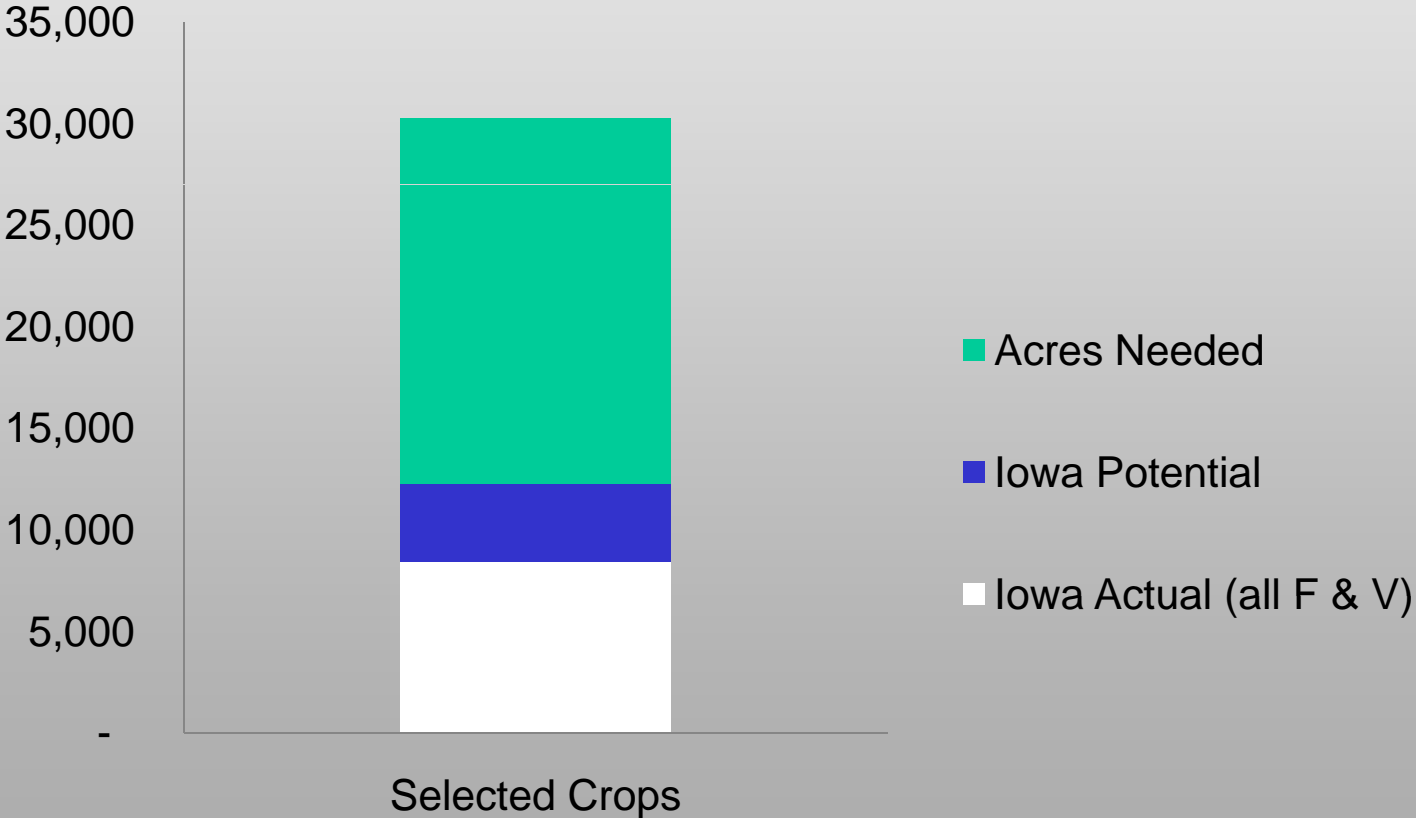 35,000
30,000
25,000
20,000
15,000
10,000
5,000
-
Selected Crops
Acres Needed
Iowa Potential
Iowa Actual (all F & V)